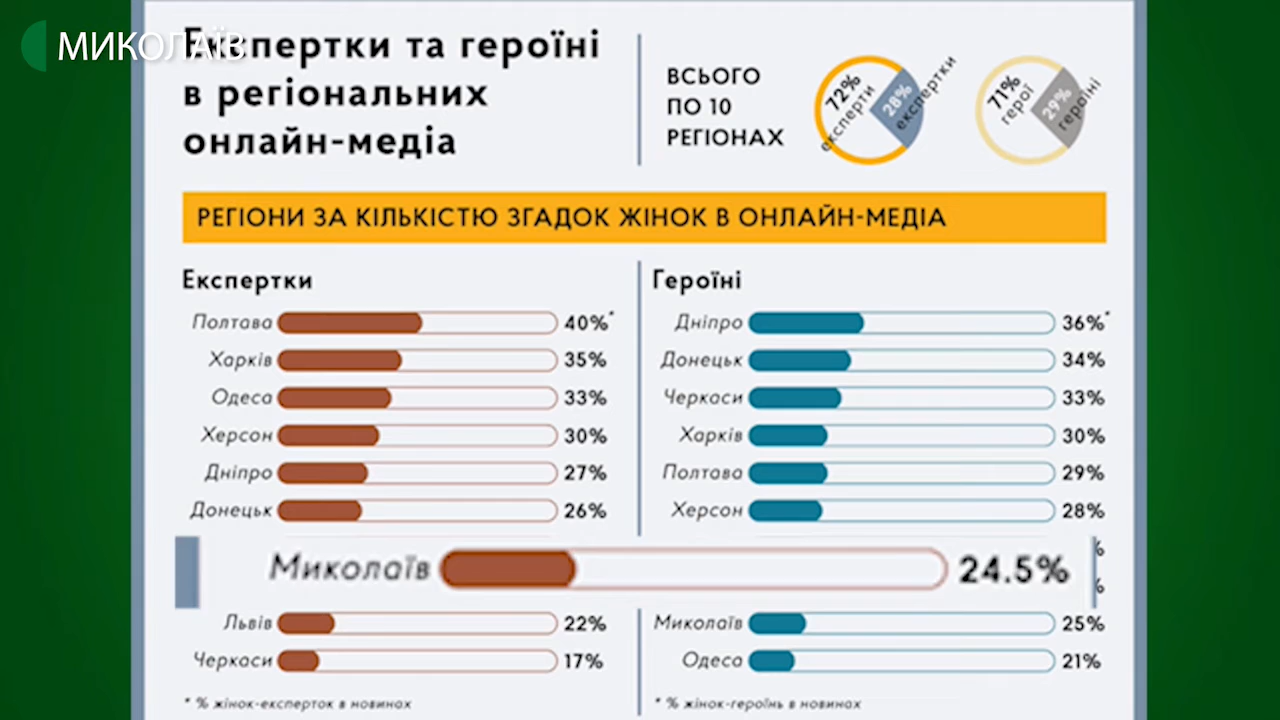 МИКОЛАЇВ
Експертки та героїні
в регіональних
онлайн-медіа
ВСЬОГО
ПО 10
РЕГІОНАХ
72%
експерти
28%
експертки
71%
герої
29%
героїні
РЕГІОНИ ЗА КІЛЬКІСТЮ ЗГАДОК ЖІНОК В ОНЛАЙН-МЕДІА
Експертки
Полтава 40%*
Харків 35%
Одеса 33%
Херсон 30%
Дніпро 27%
Донецьк 26%
Миколаїв 24.5%
Львів 22%
Черкаси 17%
* % жінок-експерток в новинах
Героїні
Дніпро 36%*
Донецьк 34%
Черкаси 33%
Харків 30%
Полтава 29%
Херсон 28%
%
%
Миколаїв 25%
Одеса 21%
* % жінок-героїнь в новинах